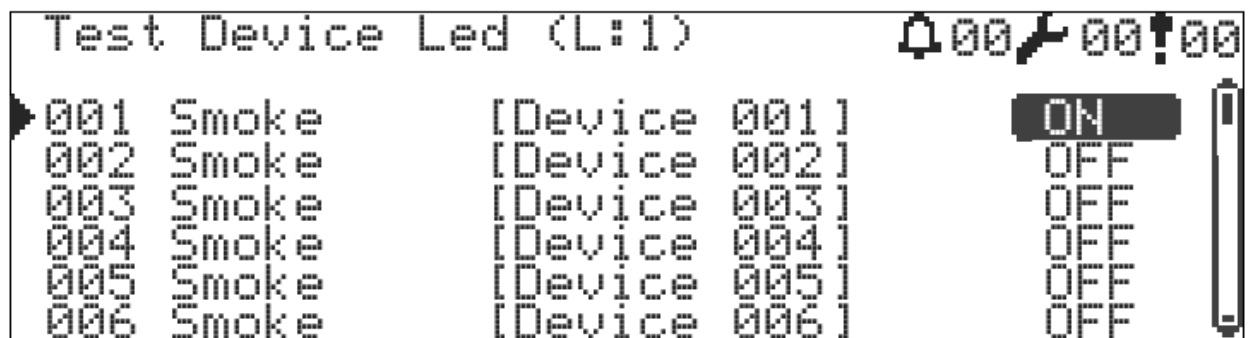 Test Device Led (L:1) 00 00 00
001 Smoke [Device 001] ON
002 Smoke [Device 002] OFF
003 Smoke [Device 003] OFF
004 Smoke [Device 004] OFF
005 Smoke [Device 005] OFF
006 Smoke [Device 006] OFF